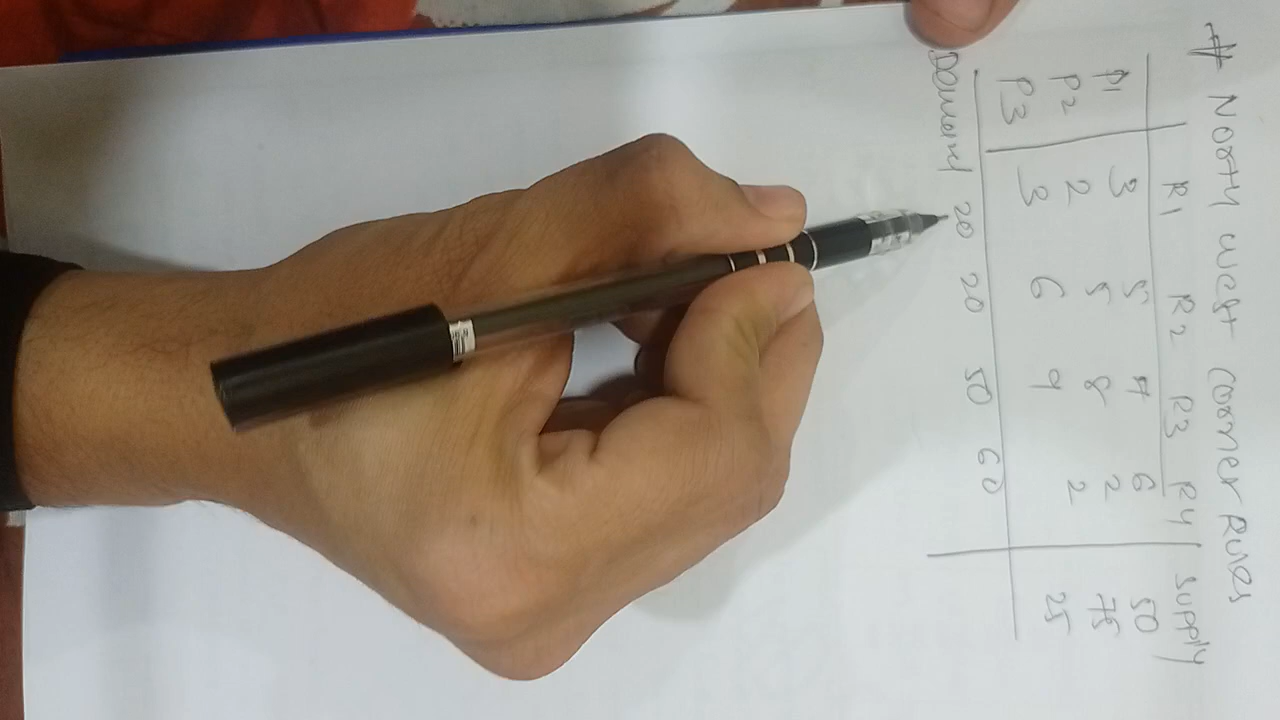 # North west corner Rules
R1 R2 R3 R4 Supply
P1 3 5 7 6 50
P2 2 5 8 2 75
P3 3 6 9 2 25
Demand 20 20 50 60